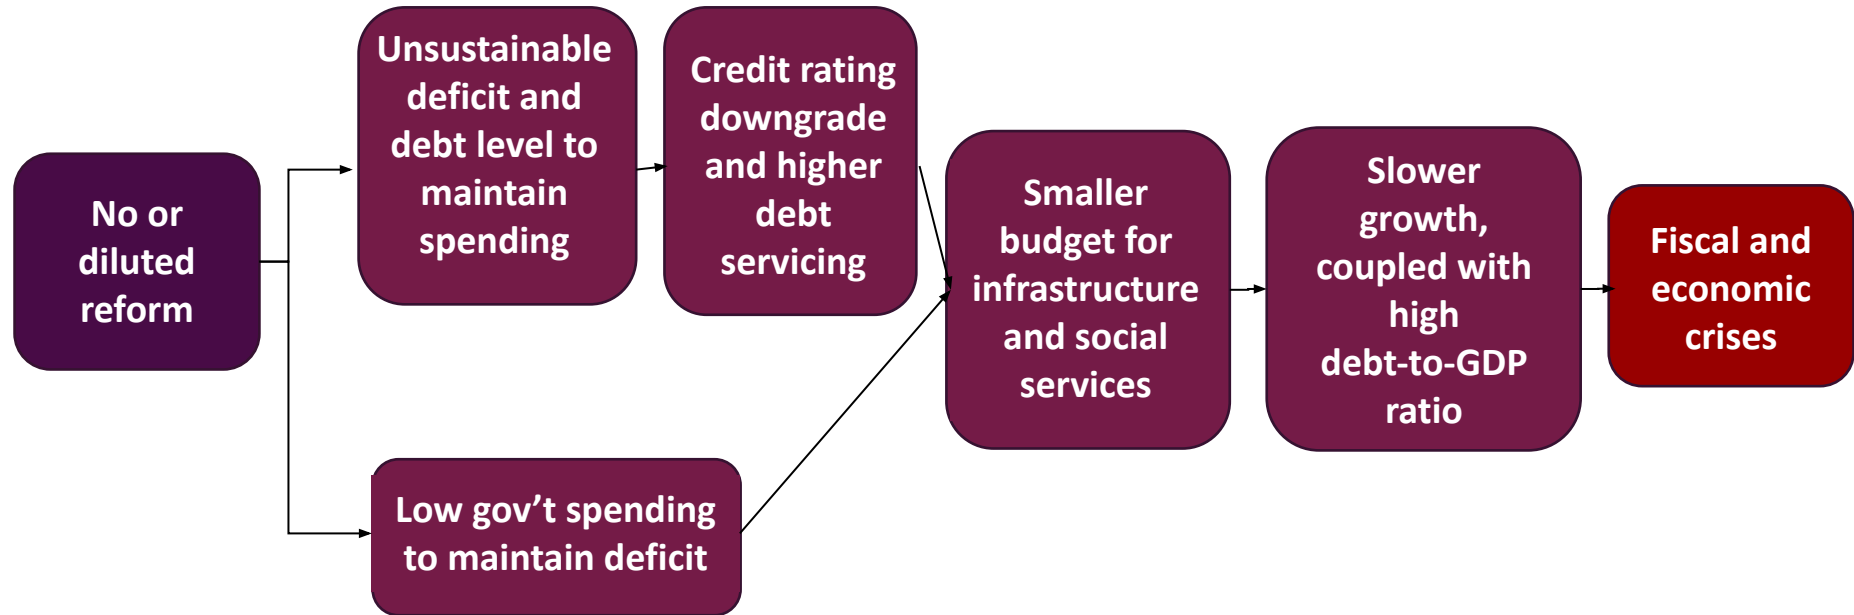 No or
diluted
reform
Unsustainable
deficit and
debt level to
maintain
spending
Credit rating
downgrade
and higher
debt
servicing
Low gov’t spending
to maintain deficit
Smaller
budget for
infrastructure
and social
services
Slower
growth,
coupled with
high
debt-to-GDP
ratio
Fiscal and
economic
crises